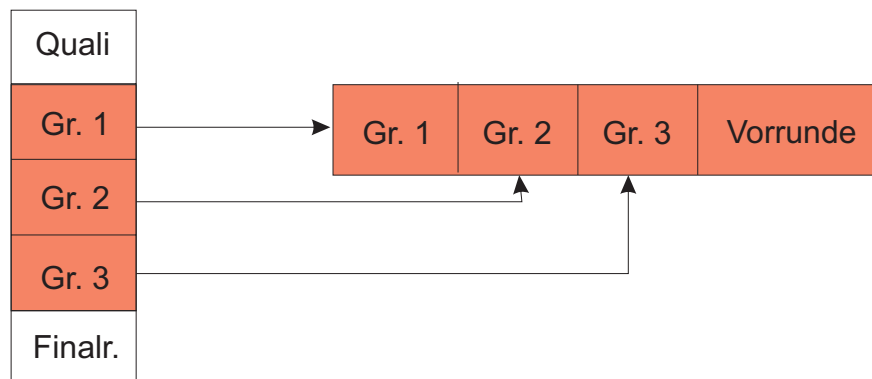 Quali
Gr. 1
Gr. 2
Gr. 3
Finalr.
Gr. 1 Gr. 2 Gr. 3 Vorrunde